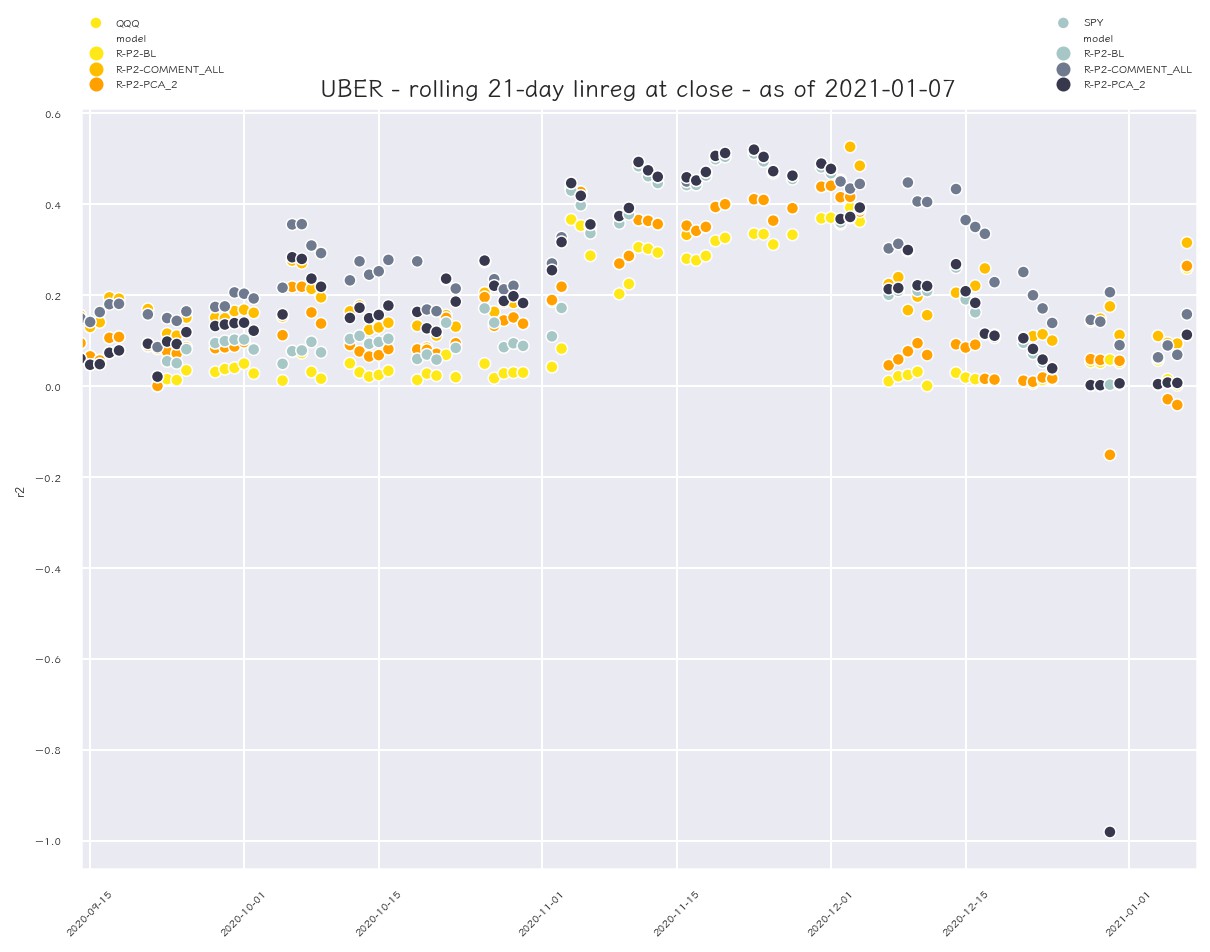 QQQ
model
R-P2-BL
R-P2-COMMENT_ALL
R-P2-PCA_2
SPY
model
R-P2-BL
R-P2-COMMENT_ALL
R-P2-PCA_2
UBER - rolling 21-day linreg at close - as of 2021-01-07
0.6
0.4
0.2
0.0
−0.2
−0.4
−0.6
−0.8
−1.0
r2
2020-09-15
2020-10-01
2020-10-15
2020-11-01
2020-11-15
2020-12-01
2020-12-15
2021-01-01